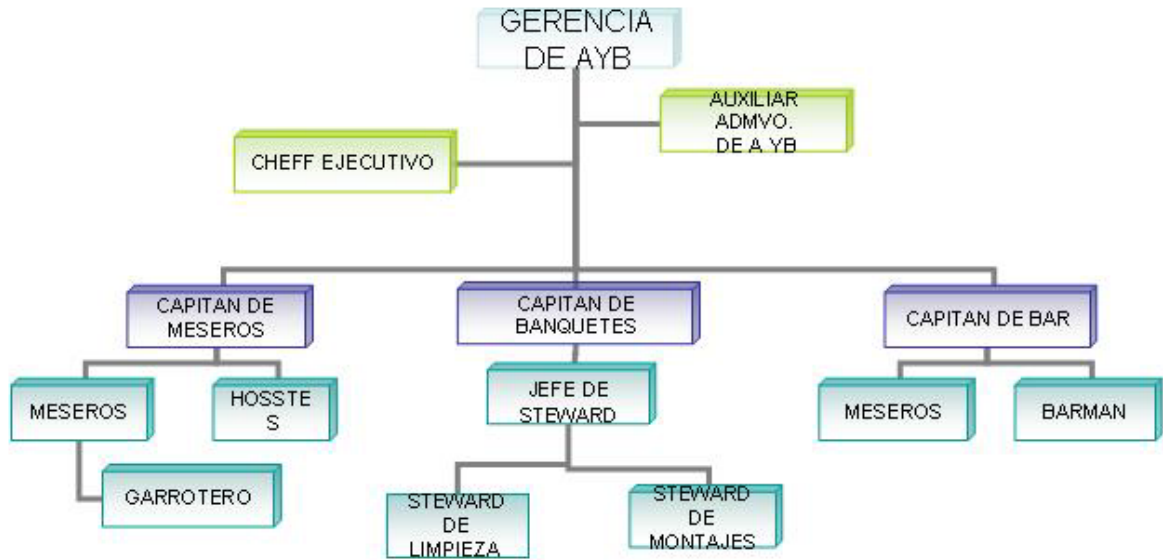 GERENCIA
DE AYB
AUXILIAR
ADMVO.
DE A YB
CHEFF EJECUTIVO
CAPITAN DE
MESEROS
CAPITAN DE
BANQUETES
CAPITAN DE BAR
MESEROS
HOSSTE
S
JEFE DE
STEWARD
MESEROS
BARMAN
GARROTERO
STEWARD
DE
LIMPIEZA
STEWARD
DE
MONTAJES